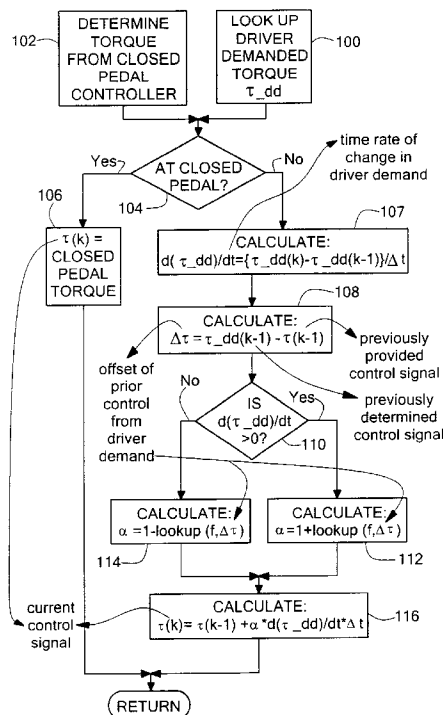 102
DETERMINE
TORQUE
FROM CLOSED
PEDAL
CONTROLLER
LOOK UP
DRIVER
DEMANDED
TORQUE
τ_dd
100
Yes
AT CLOSED
PEDAL?
No
104
time rate of
change in
driver demand
106
τ(k) =
CLOSED
PEDAL
TORQUE
107
CALCULATE:
d(τ_dd)/dt={τ_dd(k)-τ_dd(k-1)}/Δt
108
CALCULATE:
Δτ=τ_dd(k-1)-τ(k-1)
offset of
prior
control
from
driver
demand
previously
provided
control signal
previously
determined
control signal
No
IS
d(τ_dd)/dt
>0?
Yes
110
CALCULATE:
α=1-lookup (f,Δτ)
114
CALCULATE:
α=1+lookup (f,Δτ)
112
current
control
signal
CALCULATE:
τ(k)=τ(k-1)+α*d(τ_dd)/dt*Δt
116
RETURN